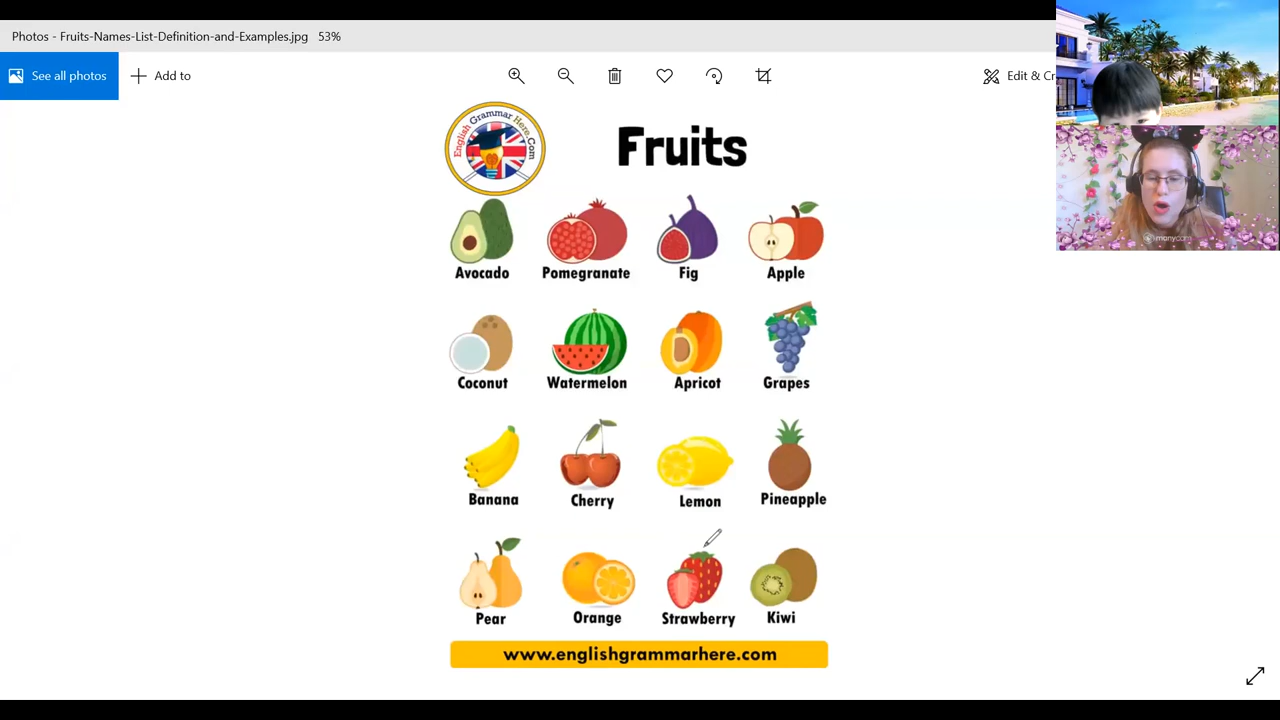 Photos - Fruits-Names-List-Definition-and-Examples.jpg 53%
See all photos
Add to
Edit & Cr
English Grammar Here.Com
Fruits
Avocado Pomegranate Fig Apple
Coconut Watermelon Apricot Grapes
Banana Cherry Lemon Pineapple
Pear Orange Strawberry Kiwi
www.englishgrammarhere.com
manycam